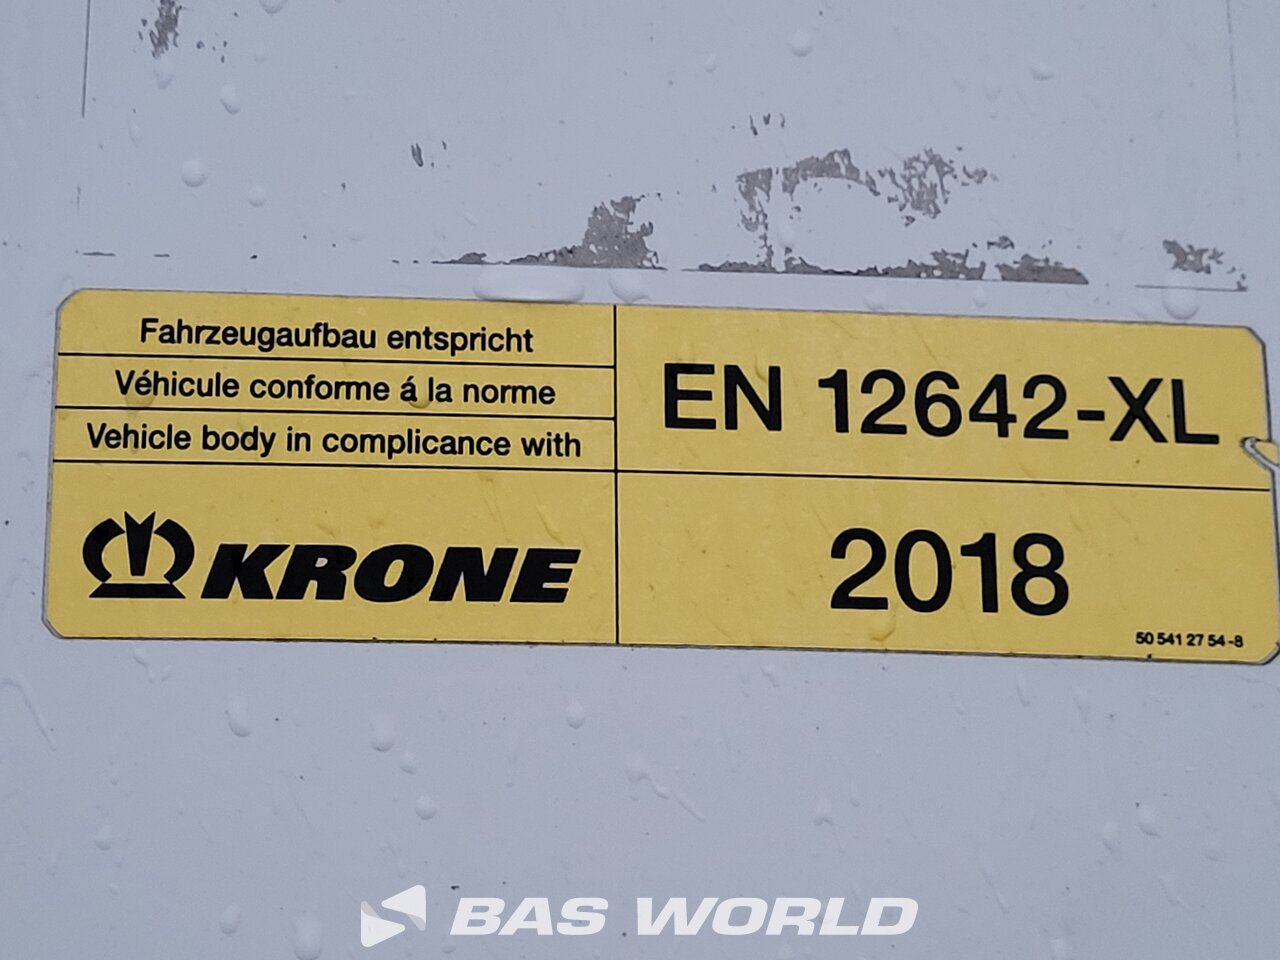 Fahrzeugaufbau entspricht
Véhicule conforme á la norme
Vehicle body in complicance with
EN 12642-XL
KRONE
2018
50 541 27 54-8
BAS WORLD